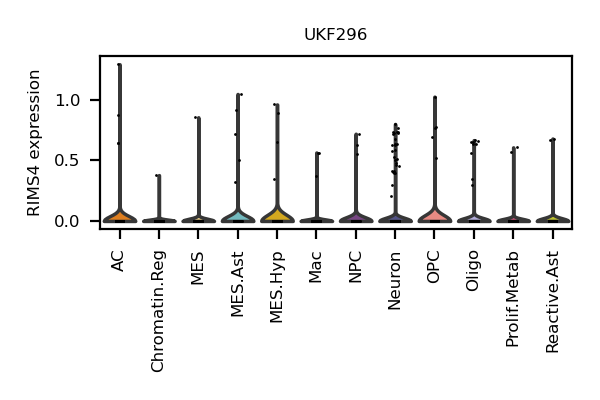 UKF296
RIMS4 expression
1.0
0.5
0.0
AC
Chromatin.Reg
MES
MES.Ast
MES.Hyp
Mac
NPC
Neuron
OPC
Oligo
Prolif.Metab
Reactive.Ast